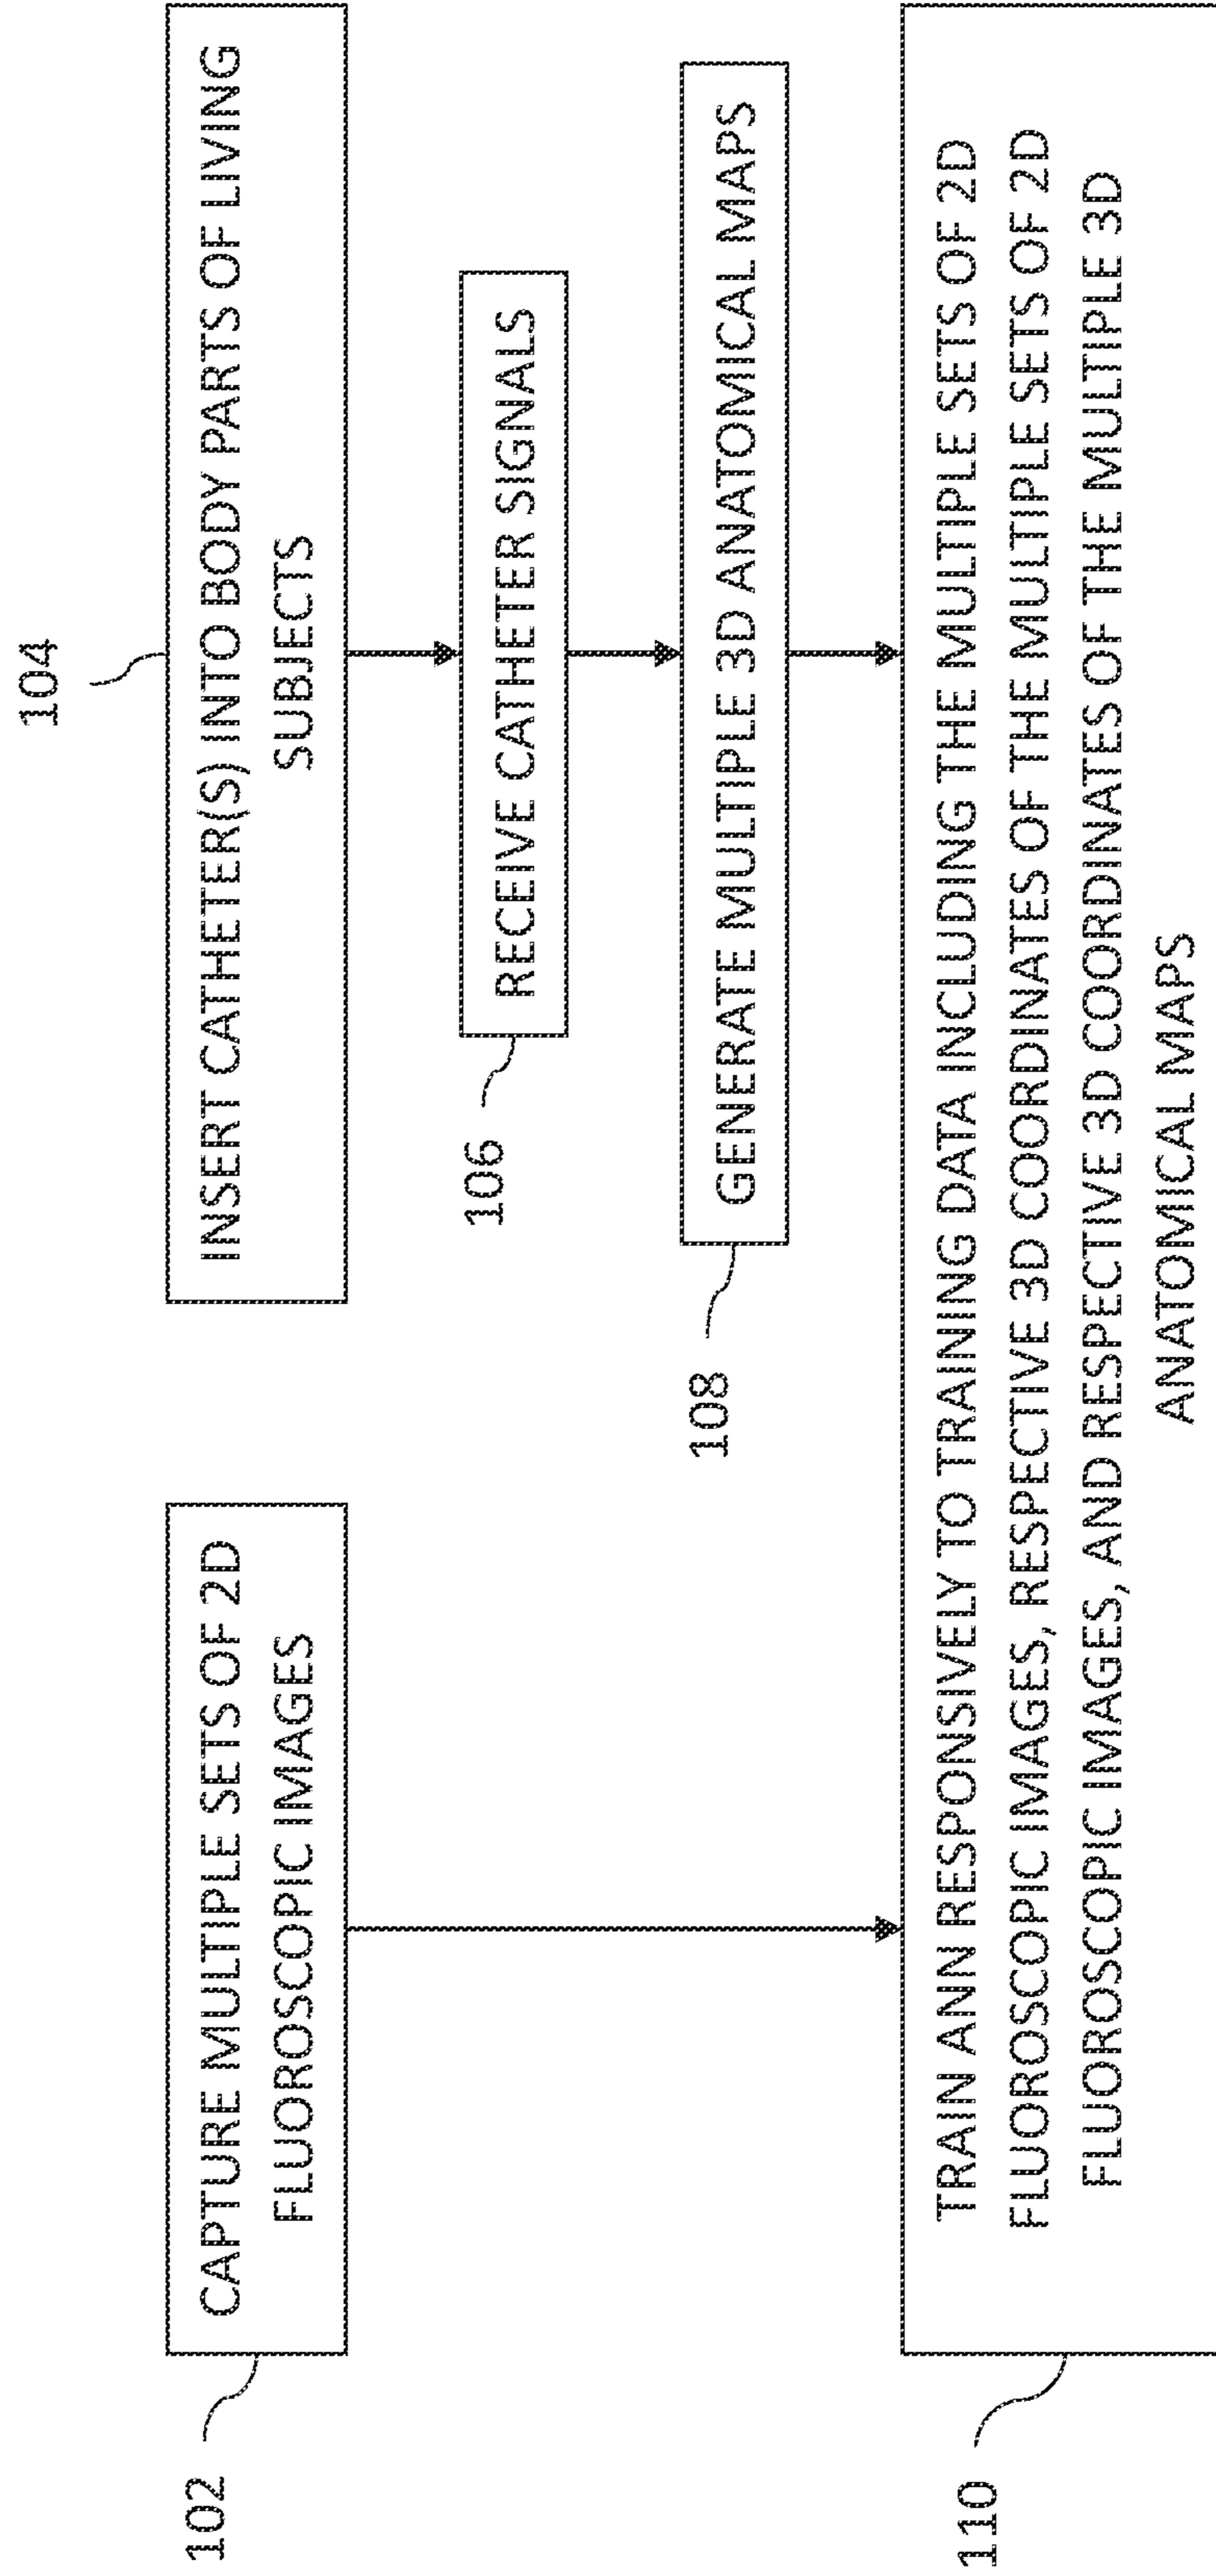 102
CAPTURE MULTIPLE SETS OF 2D
FLUOROSCOPIC IMAGES
104
INSERT CATHETER(S) INTO BODY PARTS OF LIVING
SUBJECTS
106
RECEIVE CATHETER SIGNALS
108
GENERATE MULTIPLE 3D ANATOMICAL MAPS
110
TRAIN ANN RESPONSIVELY TO TRAINING DATA INCLUDING THE MULTIPLE SETS OF 2D
FLUOROSCOPIC IMAGES, RESPECTIVE 3D COORDINATES OF THE MULTIPLE SETS OF 2D
FLUOROSCOPIC IMAGES, AND RESPECTIVE 3D COORDINATES OF THE MULTIPLE 3D
ANATOMICAL MAPS